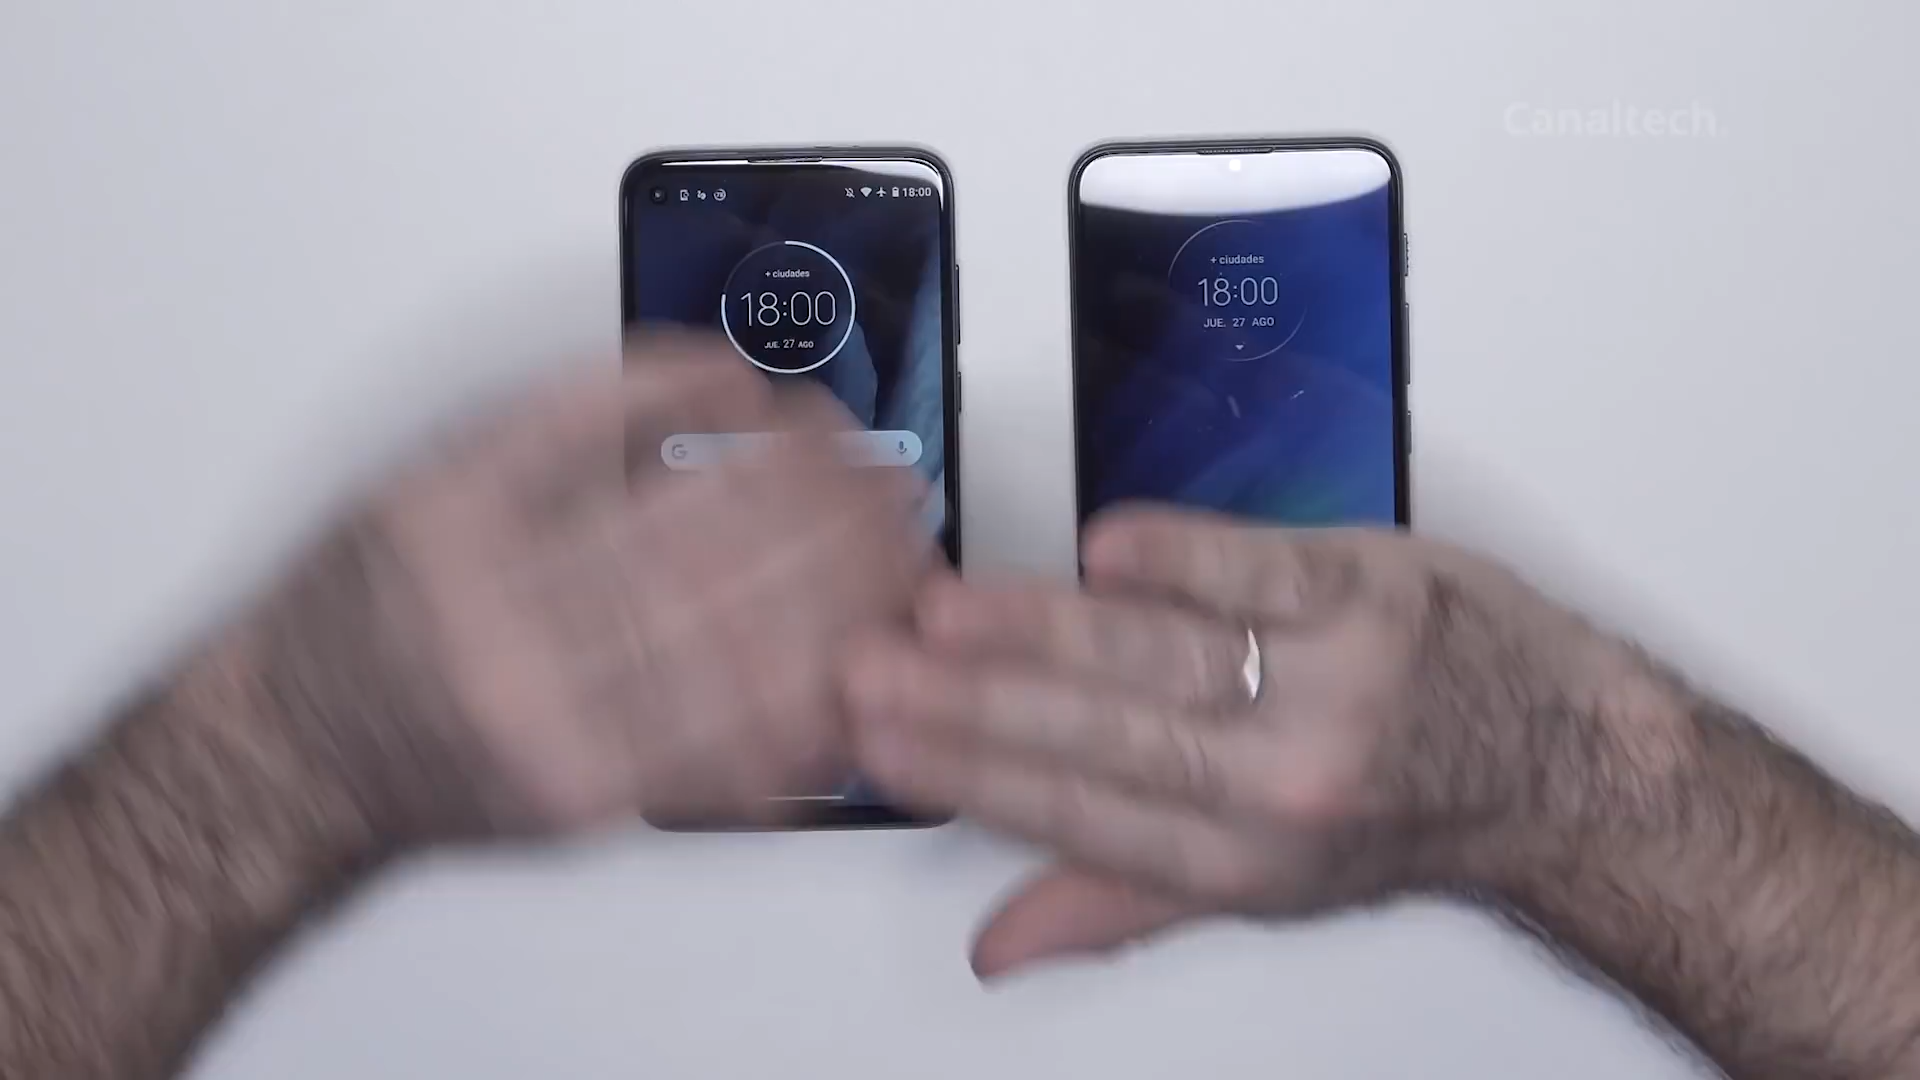 Canaltech.
18:00
+ ciudades
18:00
JUE. 27 AGO
G
+ ciudades
18:00
JUE. 27 AGO